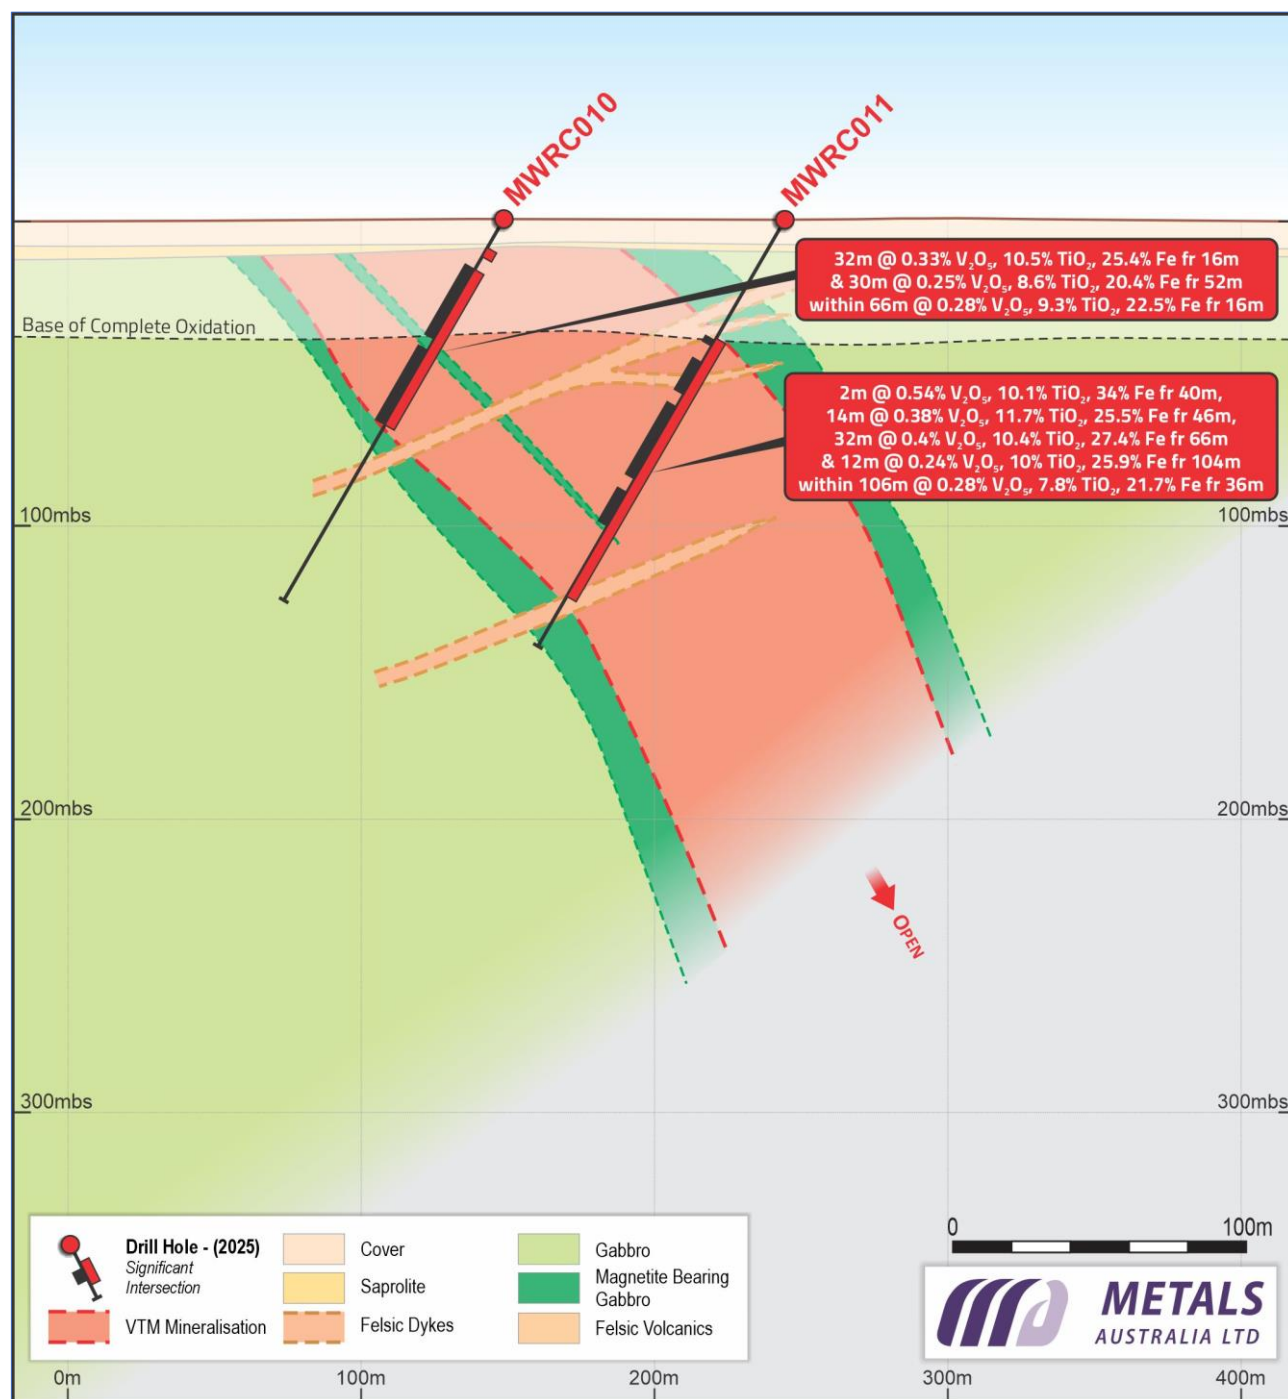 MWRC010
MWRC011
32m @ 0.33% V₂O₅, 10.5% TiO₂, 25.4% Fe fr 16m
& 30m @ 0.25% V₂O₅, 8.6% TiO₂, 20.4% Fe fr 52m
within 66m @ 0.28% V₂O₅, 9.3% TiO₂, 22.5% Fe fr 16m
Base of Complete Oxidation
2m @ 0.54% V₂O₅, 10.1% TiO₂, 34% Fe fr 40m,
14m @ 0.38% V₂O₅, 11.7% TiO₂, 25.5% Fe fr 46m,
32m @ 0.4% V₂O₅, 10.4% TiO₂, 27.4% Fe fr 66m
& 12m @ 0.24% V₂O₅, 10% TiO₂, 25.9% Fe fr 104m
within 106m @ 0.28% V₂O₅, 7.8% TiO₂, 21.7% Fe fr 36m
100mbs
100mbs
200mbs
200mbs
OPEN
300mbs
300mbs
Drill Hole - (2025)
Significant
Intersection
VTM Mineralisation
Cover
Saprolite
Felsic Dykes
Gabbro
Magnetite Bearing
Gabbro
Felsic Volcanics
0
100m
METALS
AUSTRALIA LTD
0m
100m
200m
300m
400m